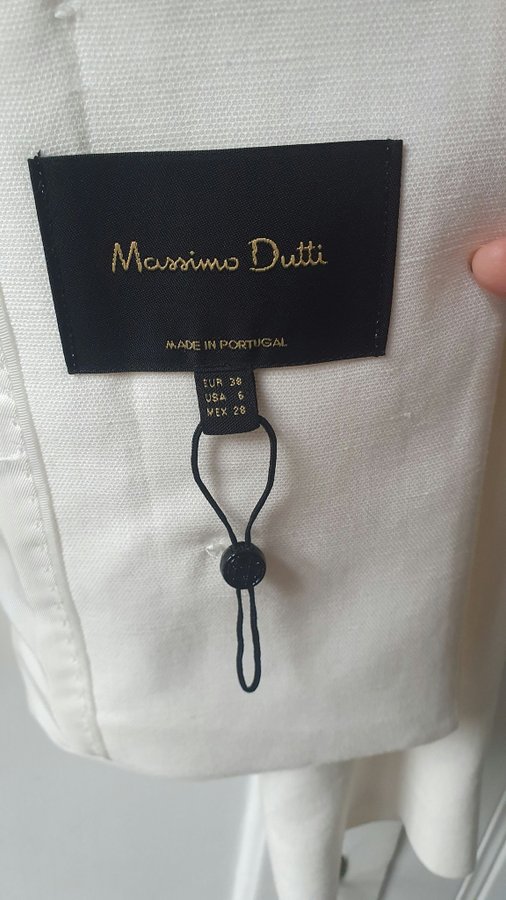 Massimo Dutti
MADE IN PORTUGAL
EUR 38
USA 6
MEX 28